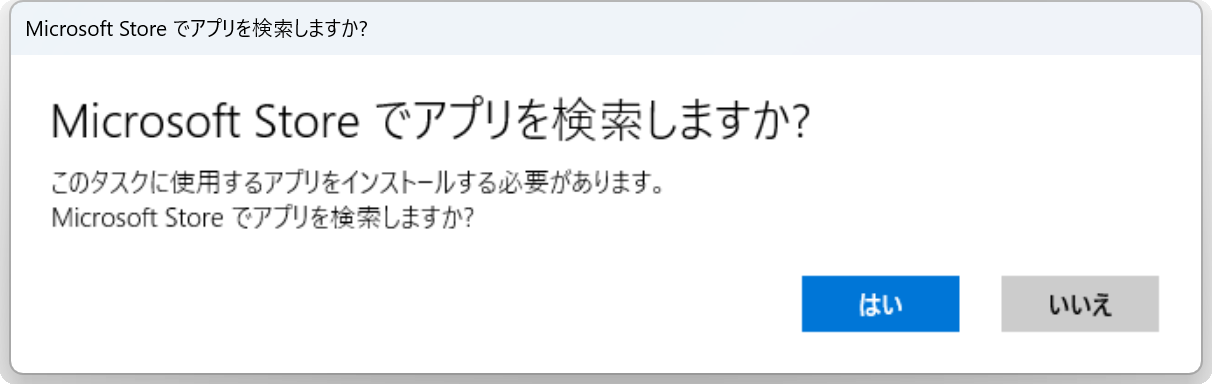 Microsoft Store でアプリを検索しますか?
Microsoft Store でアプリを検索しますか?
このタスクに使用するアプリをインストールする必要があります。
Microsoft Store でアプリを検索しますか?
はい
いいえ